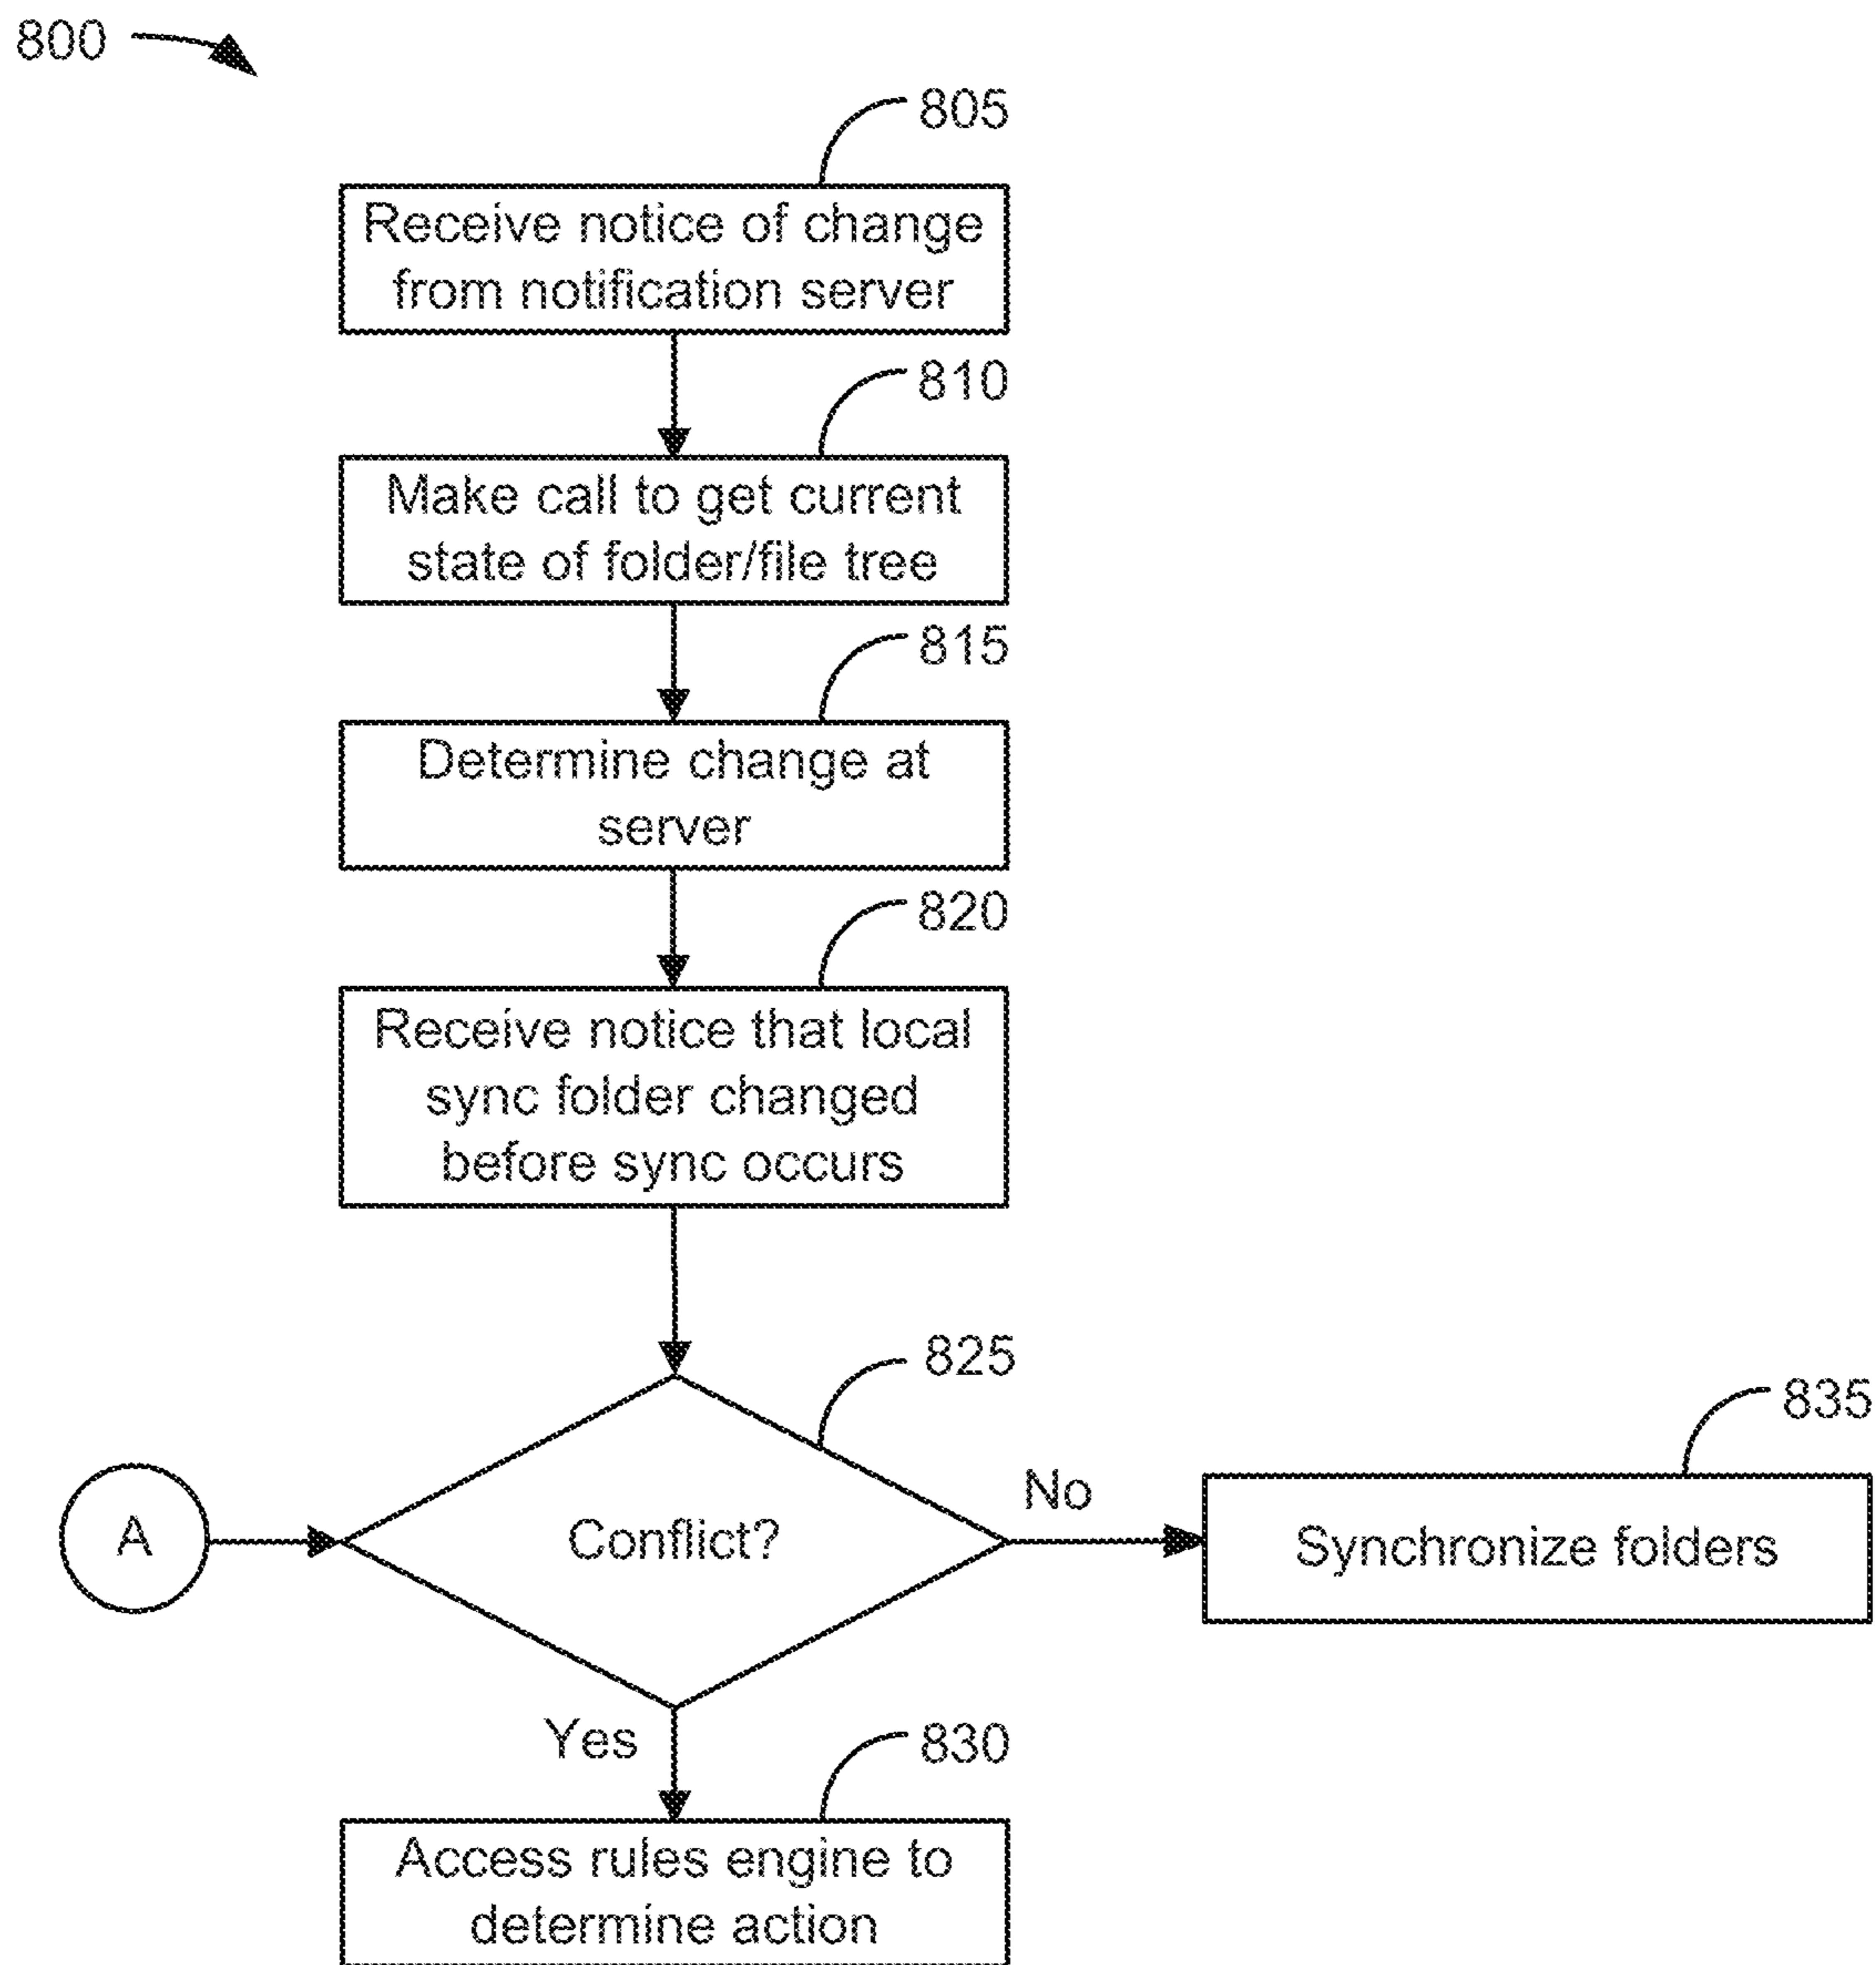 800
805
Receive notice of change
from notification server
810
Make call to get current
state of folder/file tree
815
Determine change at
server
820
Receive notice that local
sync folder changed
before sync occurs
825
835
A
Conflict?
No
Synchronize folders
Yes
830
Access rules engine to
determine action